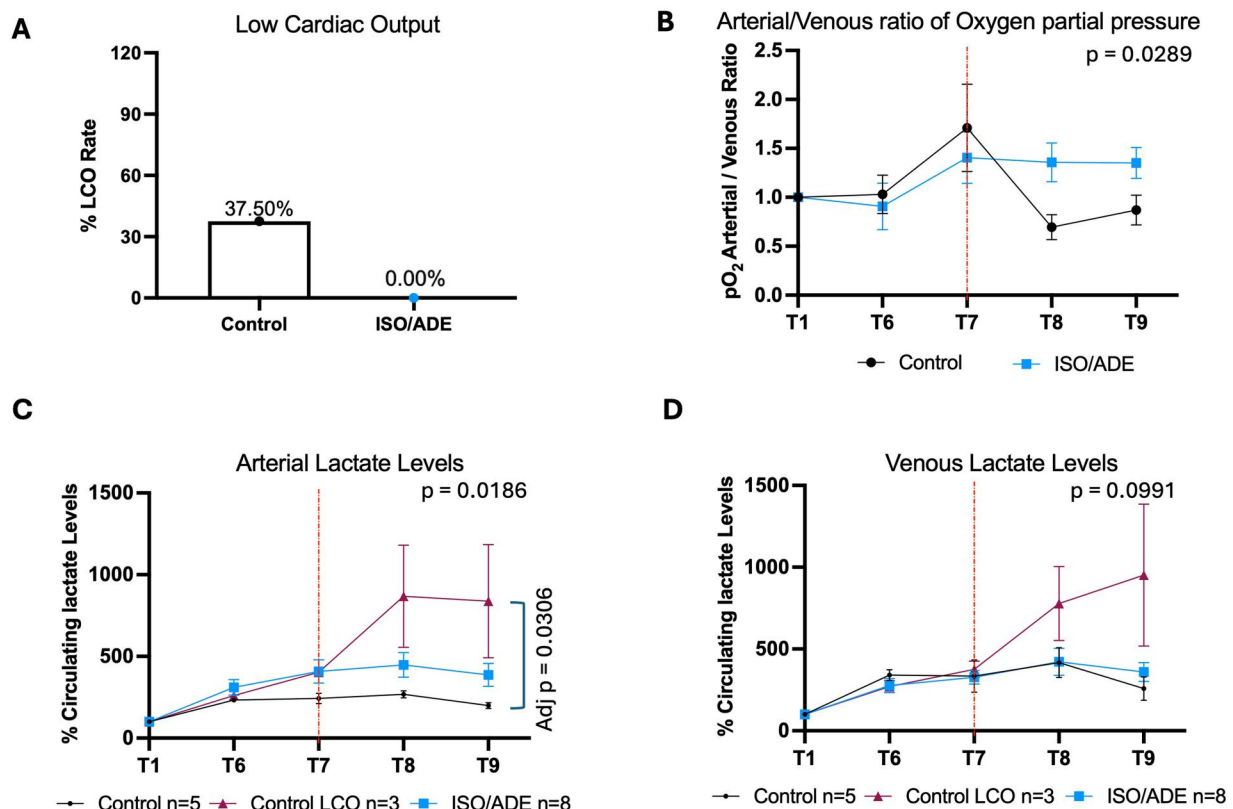 A
Low Cardiac Output
120
90
60
30
0
% LCO Rate
37.50%
0.00%
Control
ISO/ADE
B
Arterial/Venous ratio of Oxygen partial pressure
p = 0.0289
2.5
2.0
1.5
1.0
0.5
0.0
pO2 Artertial / Venous Ratio
T1 T6 T7 T8 T9
Control ISO/ADE
C
Arterial Lactate Levels
p = 0.0186
1500
1000
500
0
% Circulating lactate Levels
Adj p = 0.0306
T1 T6 T7 T8 T9
Control n=5 Control LCO n=3 ISO/ADE n=8
D
Venous Lactate Levels
p = 0.0991
1500
1000
500
0
% Circulating lactate Levels
T1 T6 T7 T8 T9
Control n=5 Control LCO n=3 ISO/ADE n=8